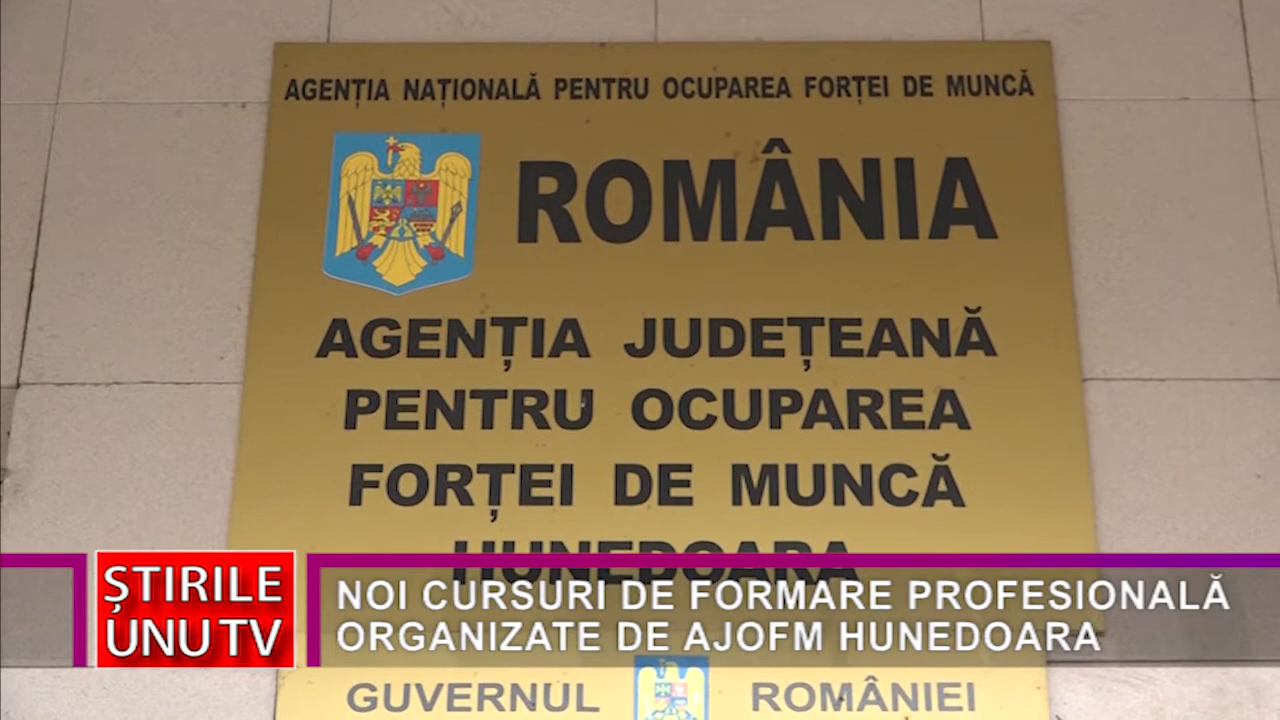 AGENȚIA NAȚIONALĂ PENTRU OCUPAREA FORȚEI DE MUNCĂ
ROMÂNIA
AGENȚIA JUDEȚEANĂ
PENTRU OCUPAREA
FORȚEI DE MUNCĂ
HUNEDOARA
ȘTIRILE
UNU TV
NOI CURSURI DE FORMARE PROFESIONALĂ
ORGANIZATE DE AJOFM HUNEDOARA
GUVERNUL ROMÂNIEI